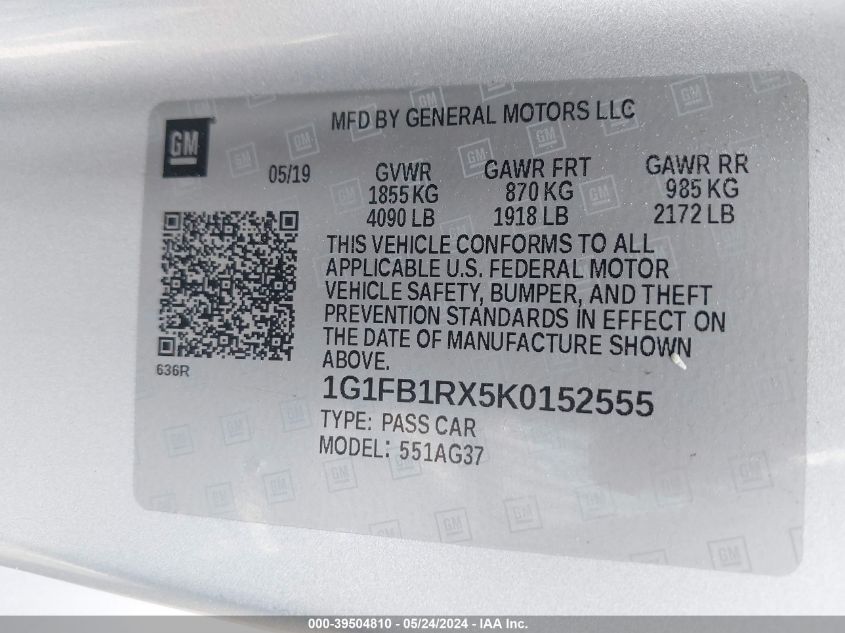 GM
MFD BY GENERAL MOTORS LLC
05/19
GVWR GAWR FRT GAWR RR
1855 KG 870 KG 985 KG
4090 LB 1918 LB 2172 LB
THIS VEHICLE CONFORMS TO ALL
APPLICABLE U.S. FEDERAL MOTOR
VEHICLE SAFETY, BUMPER, AND THEFT
PREVENTION STANDARDS IN EFFECT ON
THE DATE OF MANUFACTURE SHOWN
ABOVE.
636R
1G1FB1RX5K0152555
TYPE: PASS CAR
MODEL: 551AG37
000-39504810 - 05/24/2024 - IAA Inc.